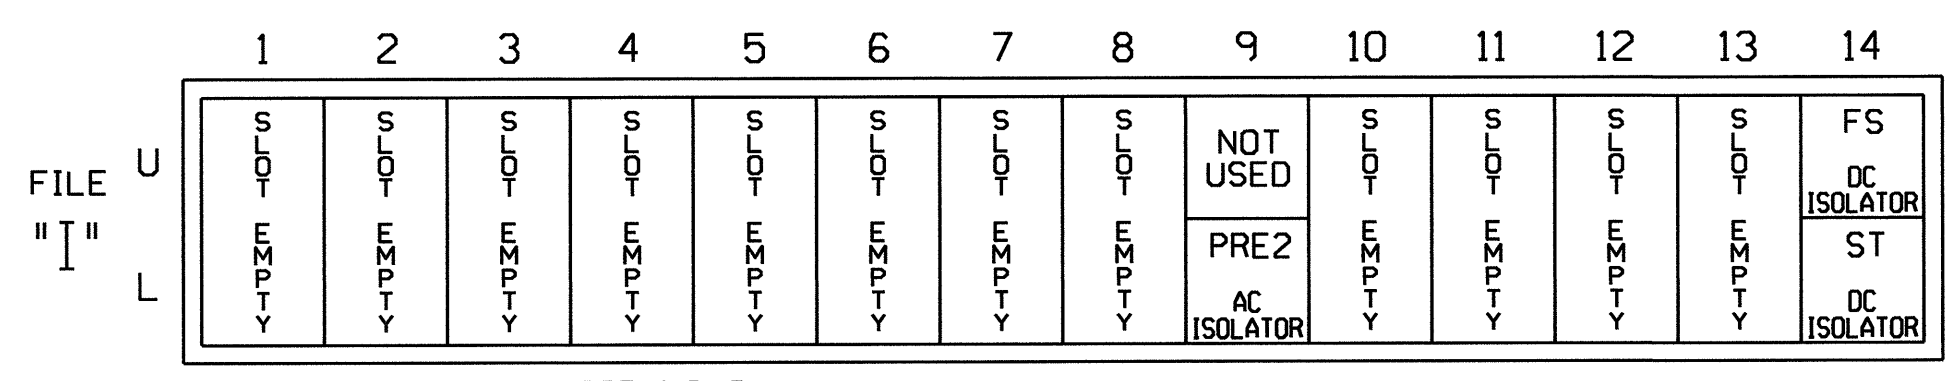 1 2 3 4 5 6 7 8 9 10 11 12 13 14
FILE
"I"
U
L
SLOT EMPTY
SLOT EMPTY
SLOT EMPTY
SLOT EMPTY
SLOT EMPTY
SLOT EMPTY
SLOT EMPTY
SLOT EMPTY
NOT
USED
PRE2
AC
ISOLATOR
SLOT EMPTY
SLOT EMPTY
SLOT EMPTY
SLOT EMPTY
FS
DC
ISOLATOR
ST
DC
ISOLATOR